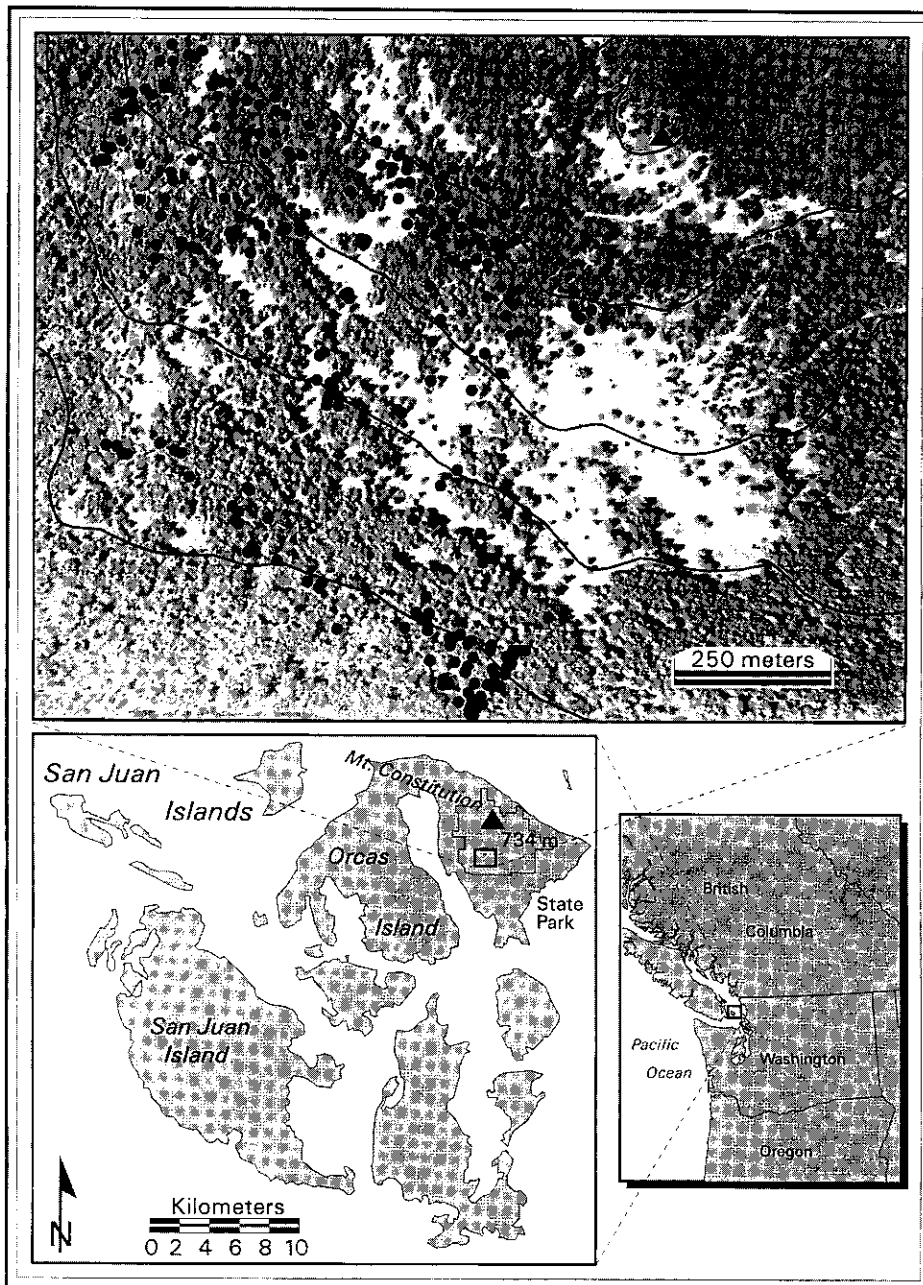 250 meters
San Juan
Islands
Mt. Constitution
734 m
Orcas
Island
State
Park
San Juan
Island
N
Kilometers
0 2 4 6 8 10
British
Columbia
Pacific
Ocean
Washington
Oregon